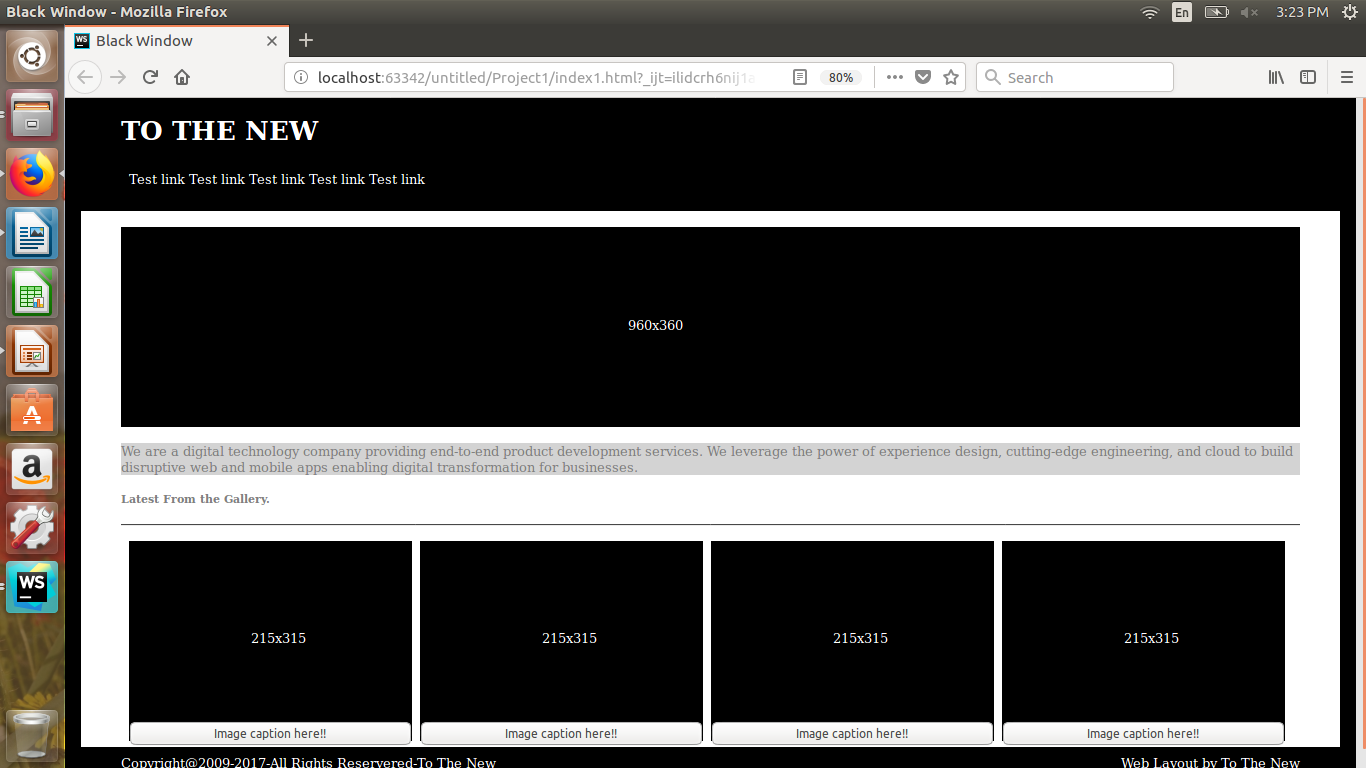 Black Window - Mozilla Firefox
En
3:23 PM
WS
Black Window
localhost:63342/untitled/Project1/index1.html?_ijt=ilidcrh6nij1a
80%
Search
TO THE NEW
Test link Test link Test link Test link Test link
960x360
We are a digital technology company providing end-to-end product development services. We leverage the power of experience design, cutting-edge engineering, and cloud to build
disruptive web and mobile apps enabling digital transformation for businesses.
Latest From the Gallery.
215x315 215x315 215x315 215x315
Image caption here!! Image caption here!! Image caption here!! Image caption here!!
Copyright@2009-2017-All Rights Reservered-To The New Web Layout by To The New
A
a
WS